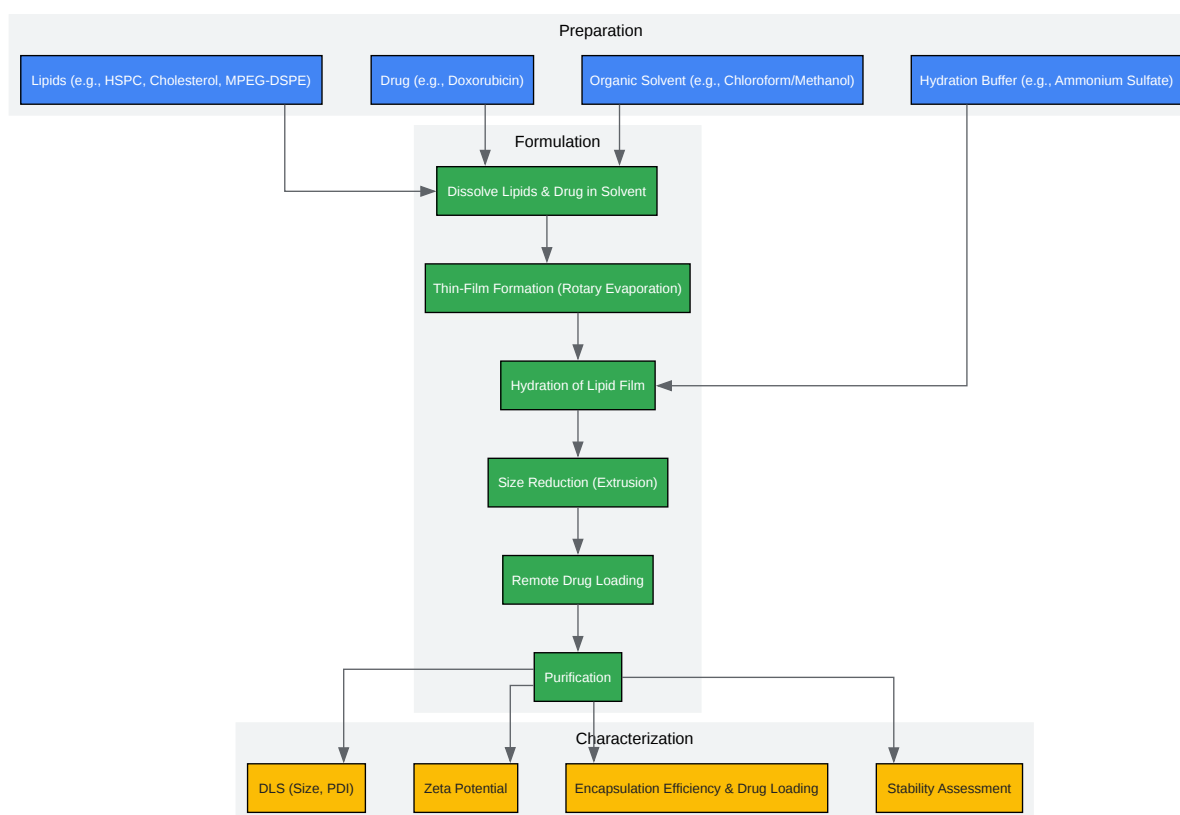 Preparation
Lipids (e.g., HSPC, Cholesterol, MPEG-DSPE)
Drug (e.g., Doxorubicin)
Organic Solvent (e.g., Chloroform/Methanol)
Hydration Buffer (e.g., Ammonium Sulfate)
Formulation
Dissolve Lipids & Drug in Solvent
Thin-Film Formation (Rotary Evaporation)
Hydration of Lipid Film
Size Reduction (Extrusion)
Remote Drug Loading
Purification
Characterization
DLS (Size, PDI)
Zeta Potential
Encapsulation Efficiency & Drug Loading
Stability Assessment